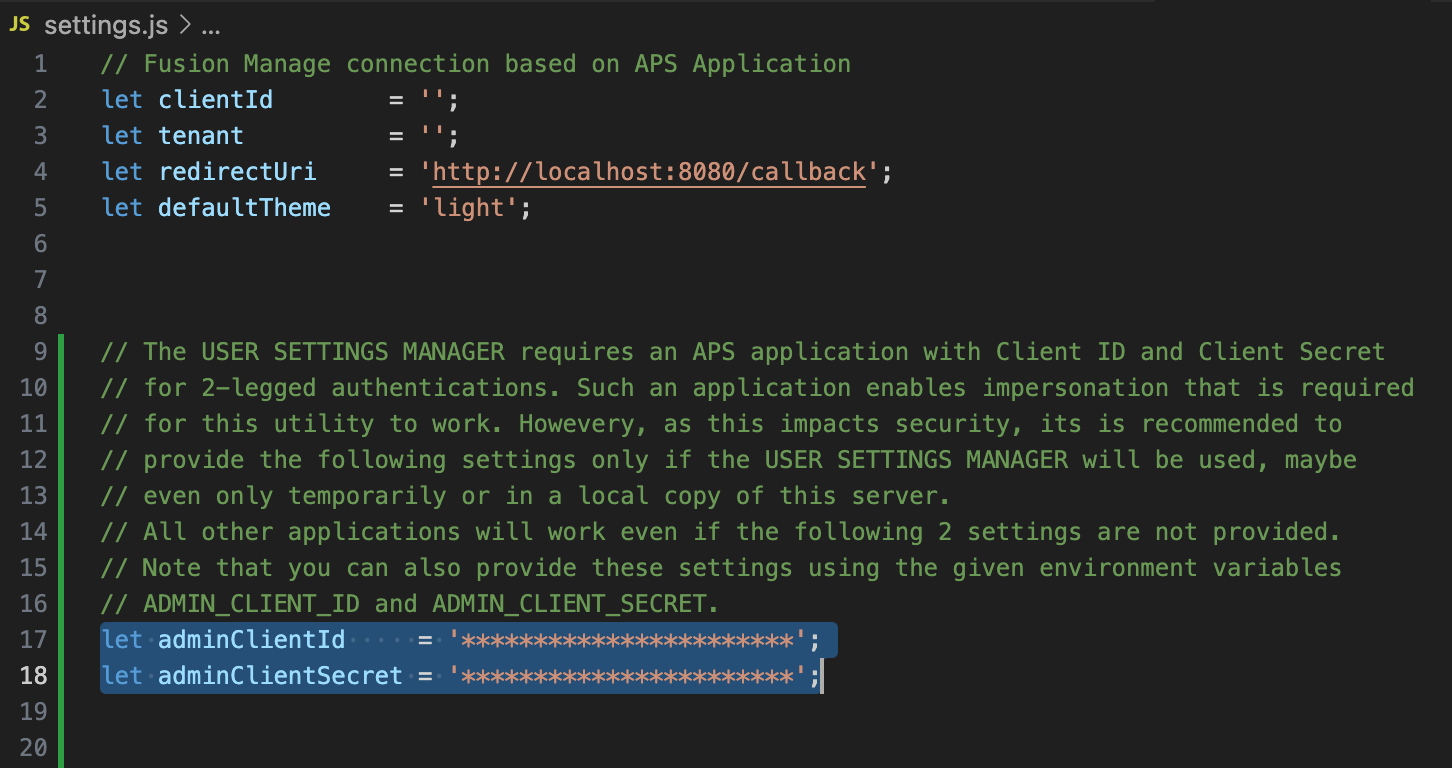 JS settings.js > ...
1 // Fusion Manage connection based on APS Application
2 let clientId        = '';
3 let tenant          = '';
4 let redirectUri     = 'http://localhost:8080/callback';
5 let defaultTheme    = 'light';
6
7
8
9 // The USER SETTINGS MANAGER requires an APS application with Client ID and Client Secret
10 // for 2-legged authentications. Such an application enables impersonation that is required
11 // for this utility to work. Howevery, as this impacts security, its is recommended to
12 // provide the following settings only if the USER SETTINGS MANAGER will be used, maybe
13 // even only temporarily or in a local copy of this server.
14 // All other applications will work even if the following 2 settings are not provided.
15 // Note that you can also provide these settings using the given environment variables
16 // ADMIN_CLIENT_ID and ADMIN_CLIENT_SECRET.
17 let adminClientId     = '***********************';
18 let adminClientSecret = '***********************';
19
20